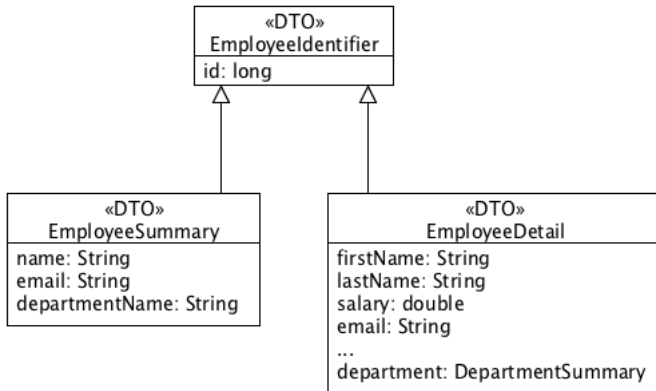 «DTO»
EmployeeIdentifier
id: long
«DTO»
EmployeeSummary
name: String
email: String
departmentName: String
«DTO»
EmployeeDetail
firstName: String
lastName: String
salary: double
email: String
...
department: DepartmentSummary